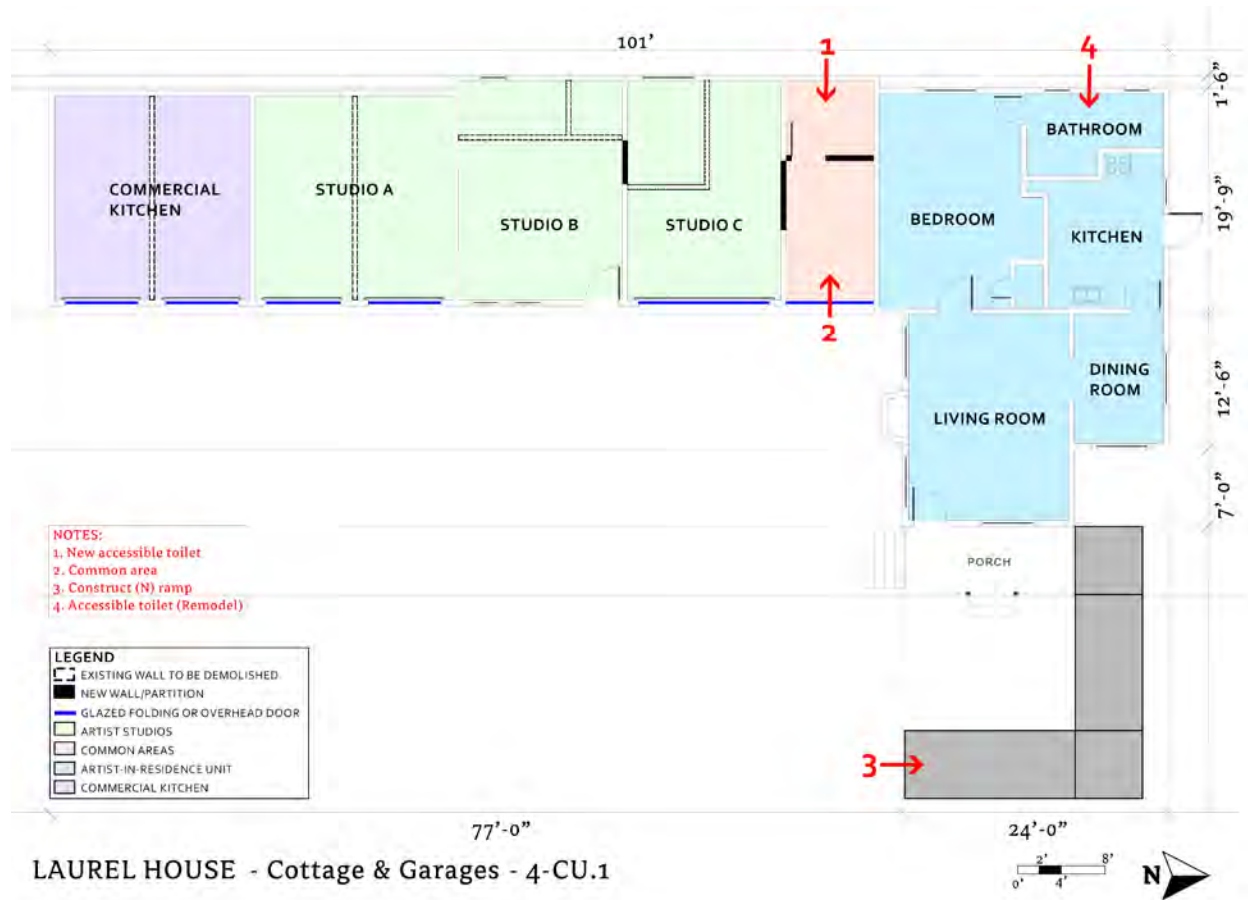 101'
1
4
1'-6"
BATHROOM
COMMERCIAL
KITCHEN
STUDIO A
STUDIO B
STUDIO C
BEDROOM
KITCHEN
19'-9"
2
DINING
ROOM
LIVING ROOM
12'-6"
7'-0"
NOTES:
1. New accessible toilet
2. Common area
3. Construct (N) ramp
4. Accessible toilet (Remodel)
PORCH
LEGEND
EXISTING WALL TO BE DEMOLISHED
NEW WALL/PARTITION
GLAZED FOLDING OR OVERHEAD DOOR
ARTIST STUDIOS
COMMON AREAS
ARTIST-IN-RESIDENCE UNIT
COMMERCIAL KITCHEN
3
77'-0"
24'-0"
LAUREL HOUSE - Cottage & Garages - 4-CU.1
2' 8'
0' 4'
N